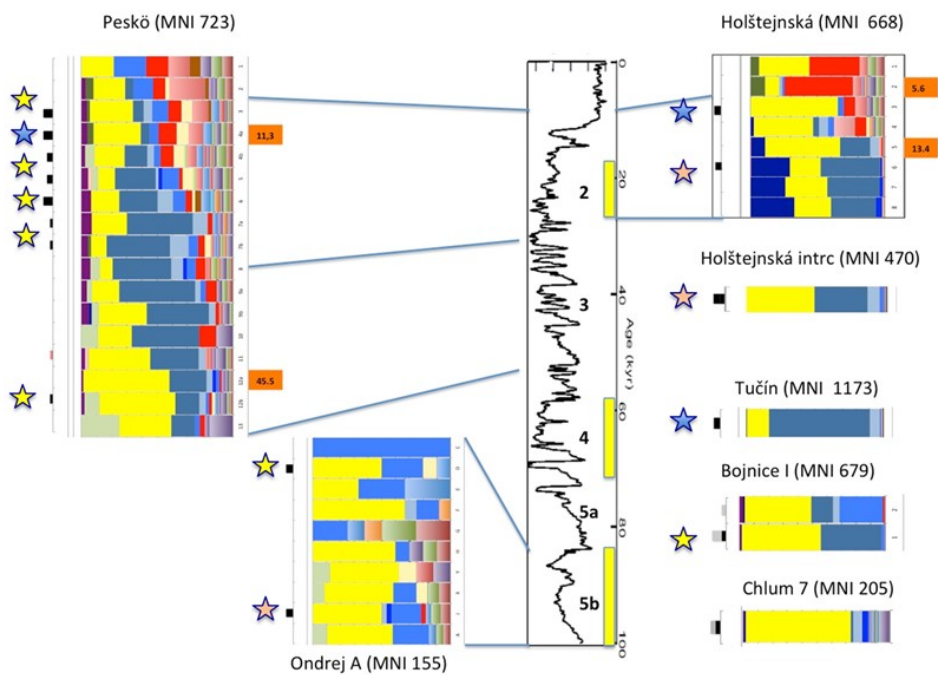 Peskö (MNI 723)
Holštejnská (MNI 668)
0
5.6
11,3
13.4
2
20
Holštejnská intrc (MNI 470)
3
40
Age (kyr)
45.5
Tučín (MNI 1173)
60
4
Bojnice I (MNI 679)
5a
80
5b
Chlum 7 (MNI 205)
100
Ondrej A (MNI 155)